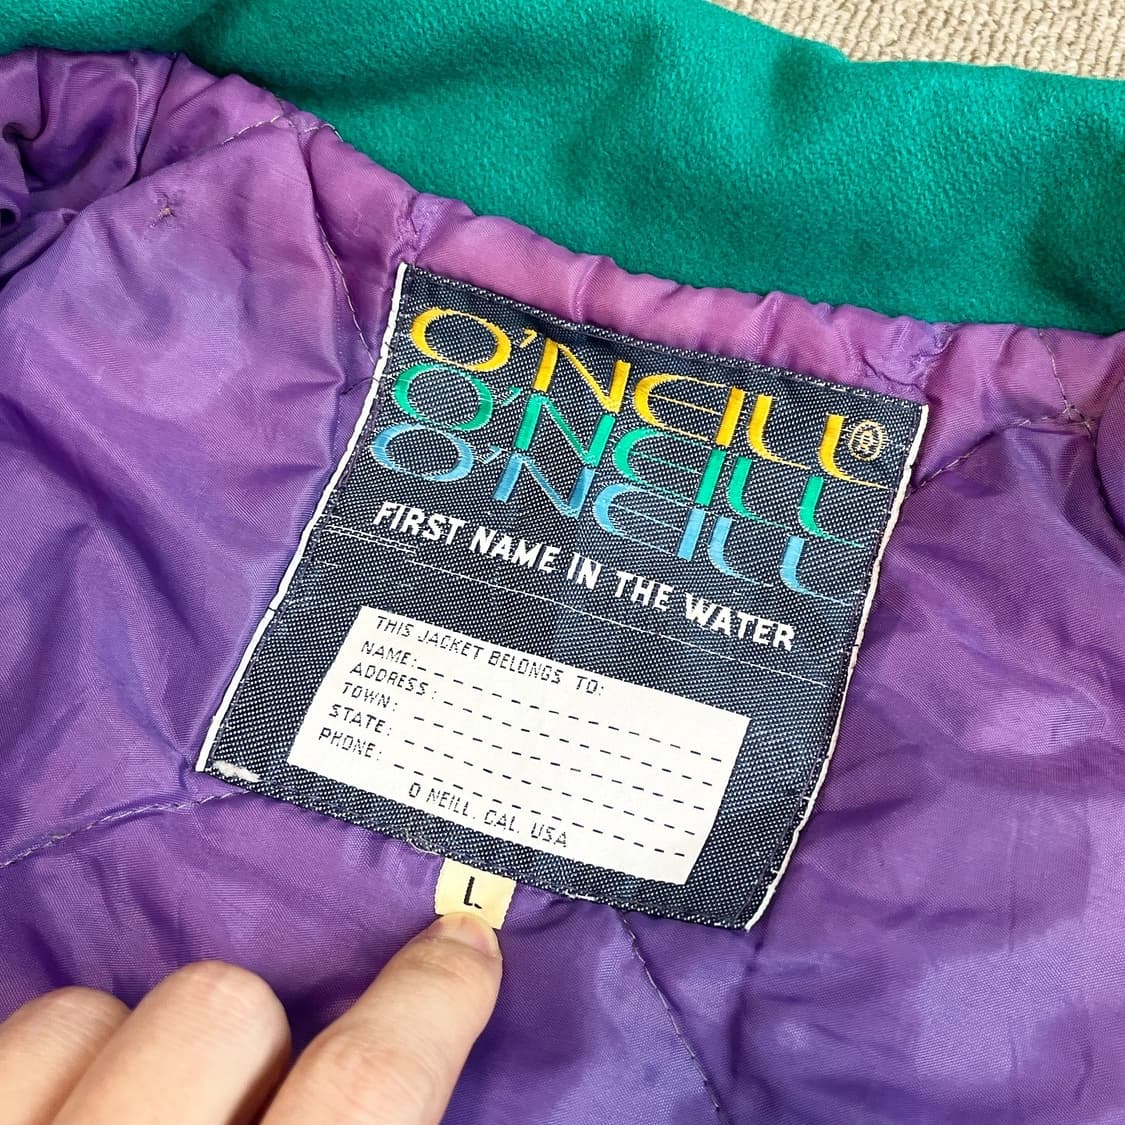 O'NEILL®
O'NEILL
O'NEILL
FIRST NAME IN THE WATER
THIS JACKET BELONGS TO:
NAME:
ADDRESS:
TOWN:
STATE:
PHONE:
O NEILL. CAL. USA
L